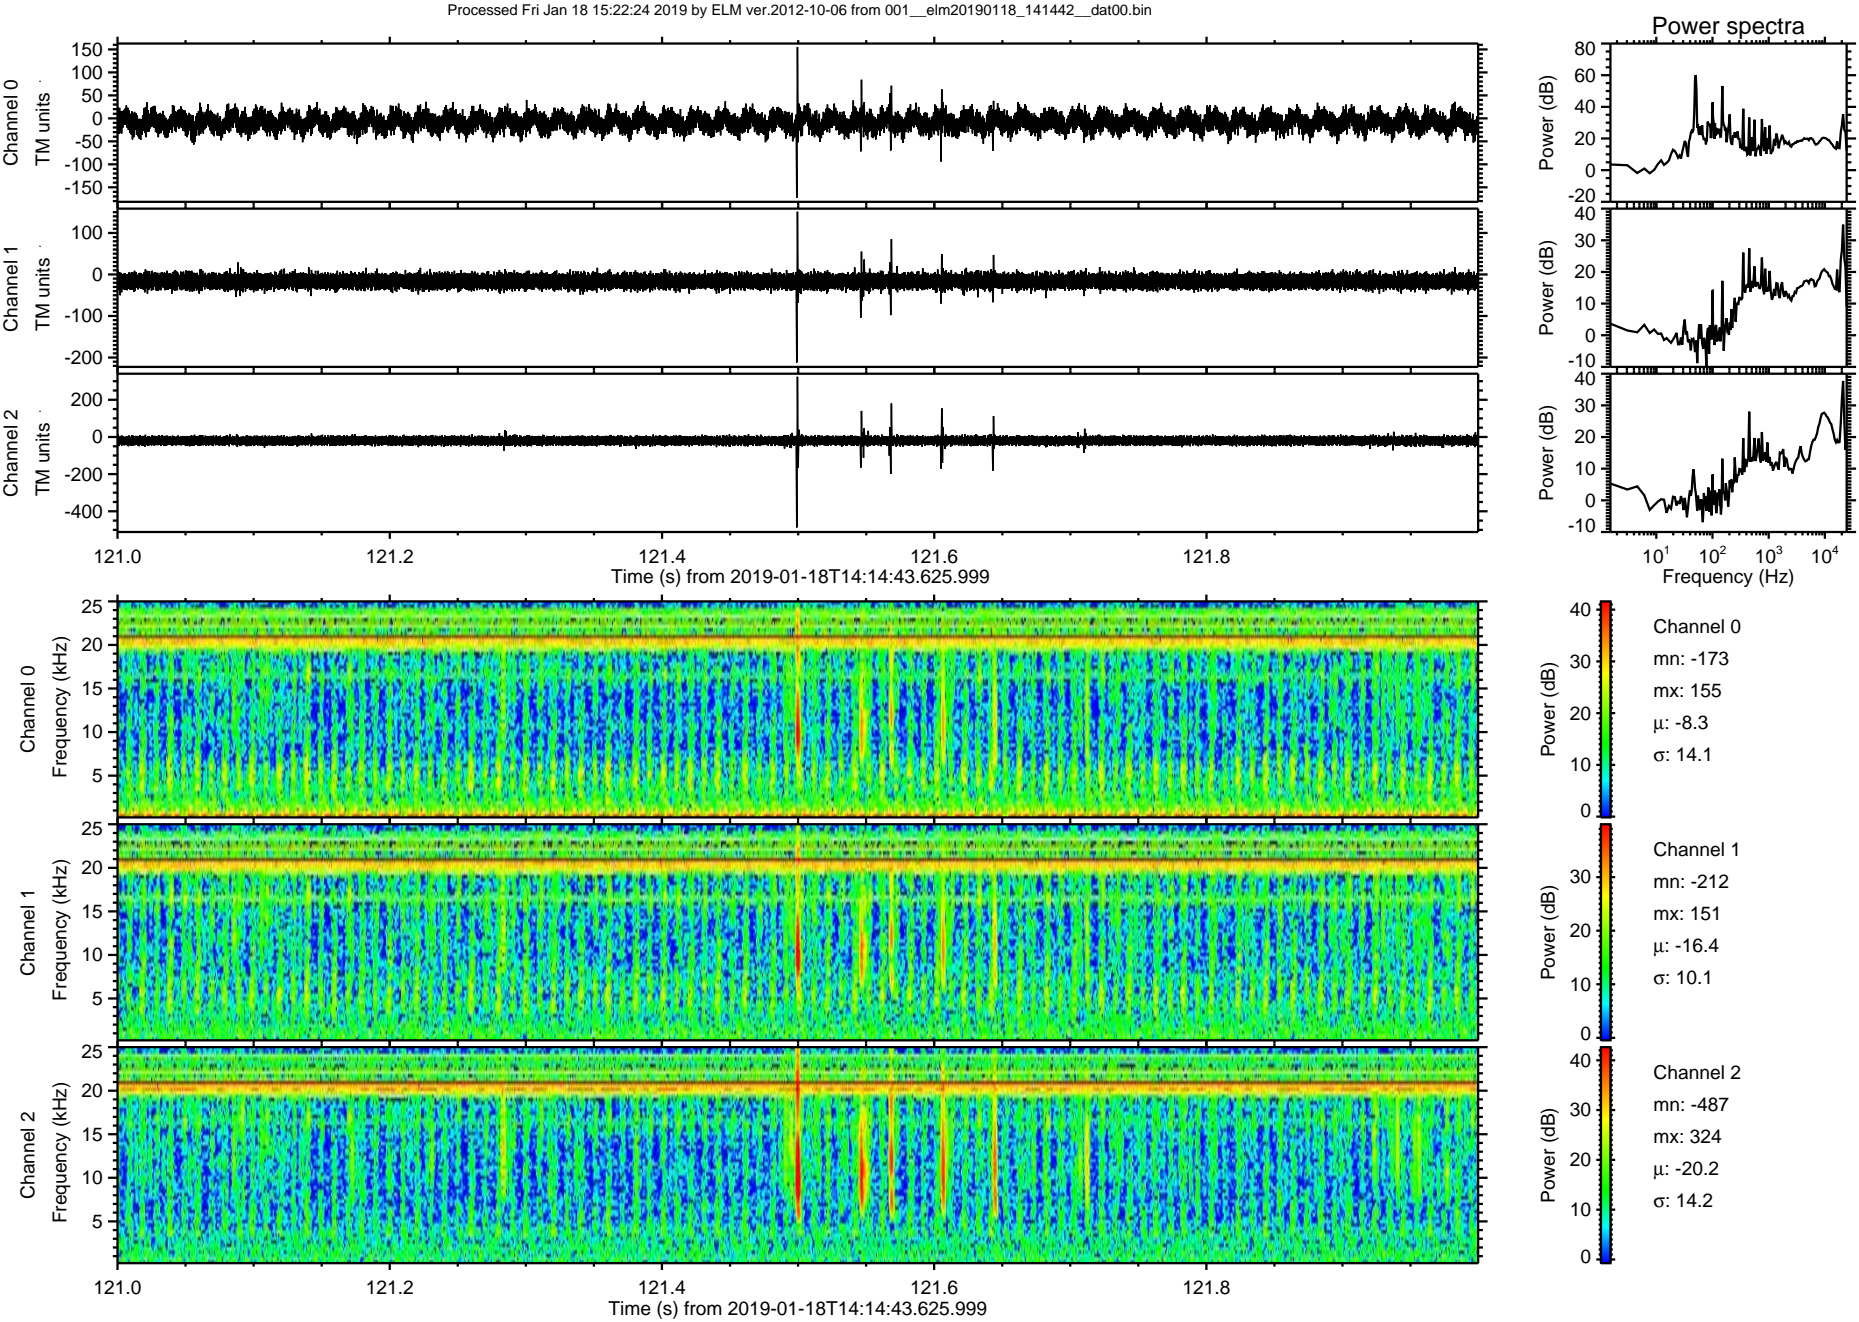 Processed Fri Jan 18 15:22:24 2019 by ELM ver.2012-10-06 from 001__elm20190118_141442__dat00.bin
Power spectra
Channel 0
TM units
150
100
50
0
-50
-100
-150
Power (dB)
80
60
40
20
0
-20
Channel 1
TM units
100
0
-100
-200
Power (dB)
40
30
20
10
0
-10
Channel 2
TM units
200
0
-200
-400
Power (dB)
40
30
20
10
0
-10
121.0 121.2 121.4 121.6 121.8
Time (s) from 2019-01-18T14:14:43.625.999
10¹ 10² 10³ 10⁴
Frequency (Hz)
Channel 0
Frequency (kHz)
25
20
15
10
5
Power (dB)
40
30
20
10
0
Channel 0
mn: -173
mx: 155
μ: -8.3
σ: 14.1
Channel 1
Frequency (kHz)
25
20
15
10
5
Power (dB)
30
20
10
0
Channel 1
mn: -212
mx: 151
μ: -16.4
σ: 10.1
Channel 2
Frequency (kHz)
25
20
15
10
5
Power (dB)
40
30
20
10
0
Channel 2
mn: -487
mx: 324
μ: -20.2
σ: 14.2
121.0 121.2 121.4 121.6 121.8
Time (s) from 2019-01-18T14:14:43.625.999